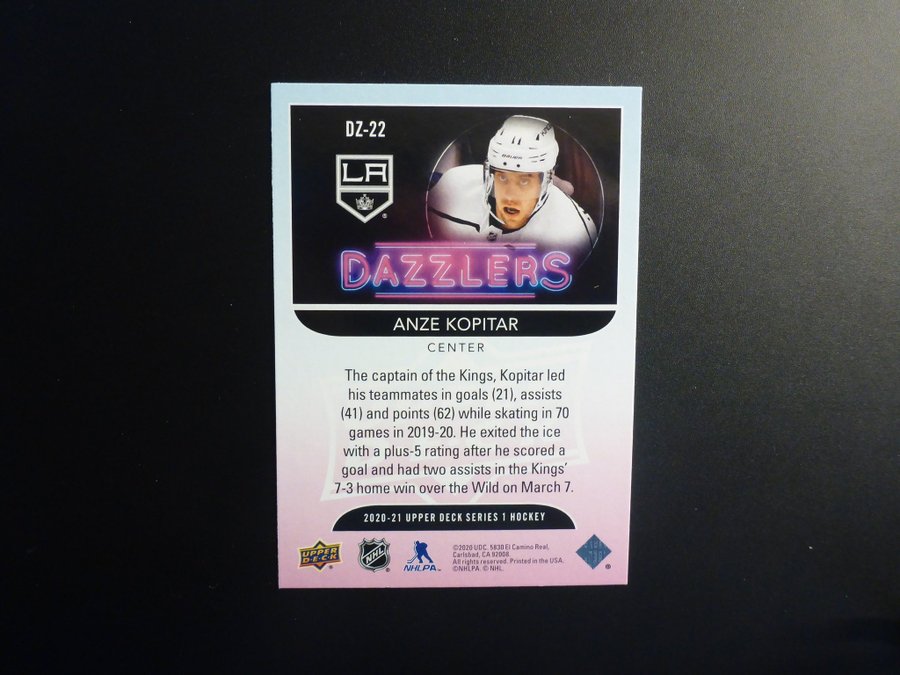 DZ-22
LA
11
BAUER
DAZZLERS
ANZE KOPITAR
CENTER
The captain of the Kings, Kopitar led
his teammates in goals (21), assists
(41) and points (62) while skating in 70
games in 2019-20. He exited the ice
with a plus-5 rating after he scored a
goal and had two assists in the Kings'
7-3 home win over the Wild on March 7.
2020-21 UPPER DECK SERIES 1 HOCKEY
UPPER DECK
NHL
NHLPA
©2020 UDC. 5830 El Camino Real,
Carlsbad, CA 92008.
All rights reserved. Printed in the USA.
©NHLPA. © NHL.